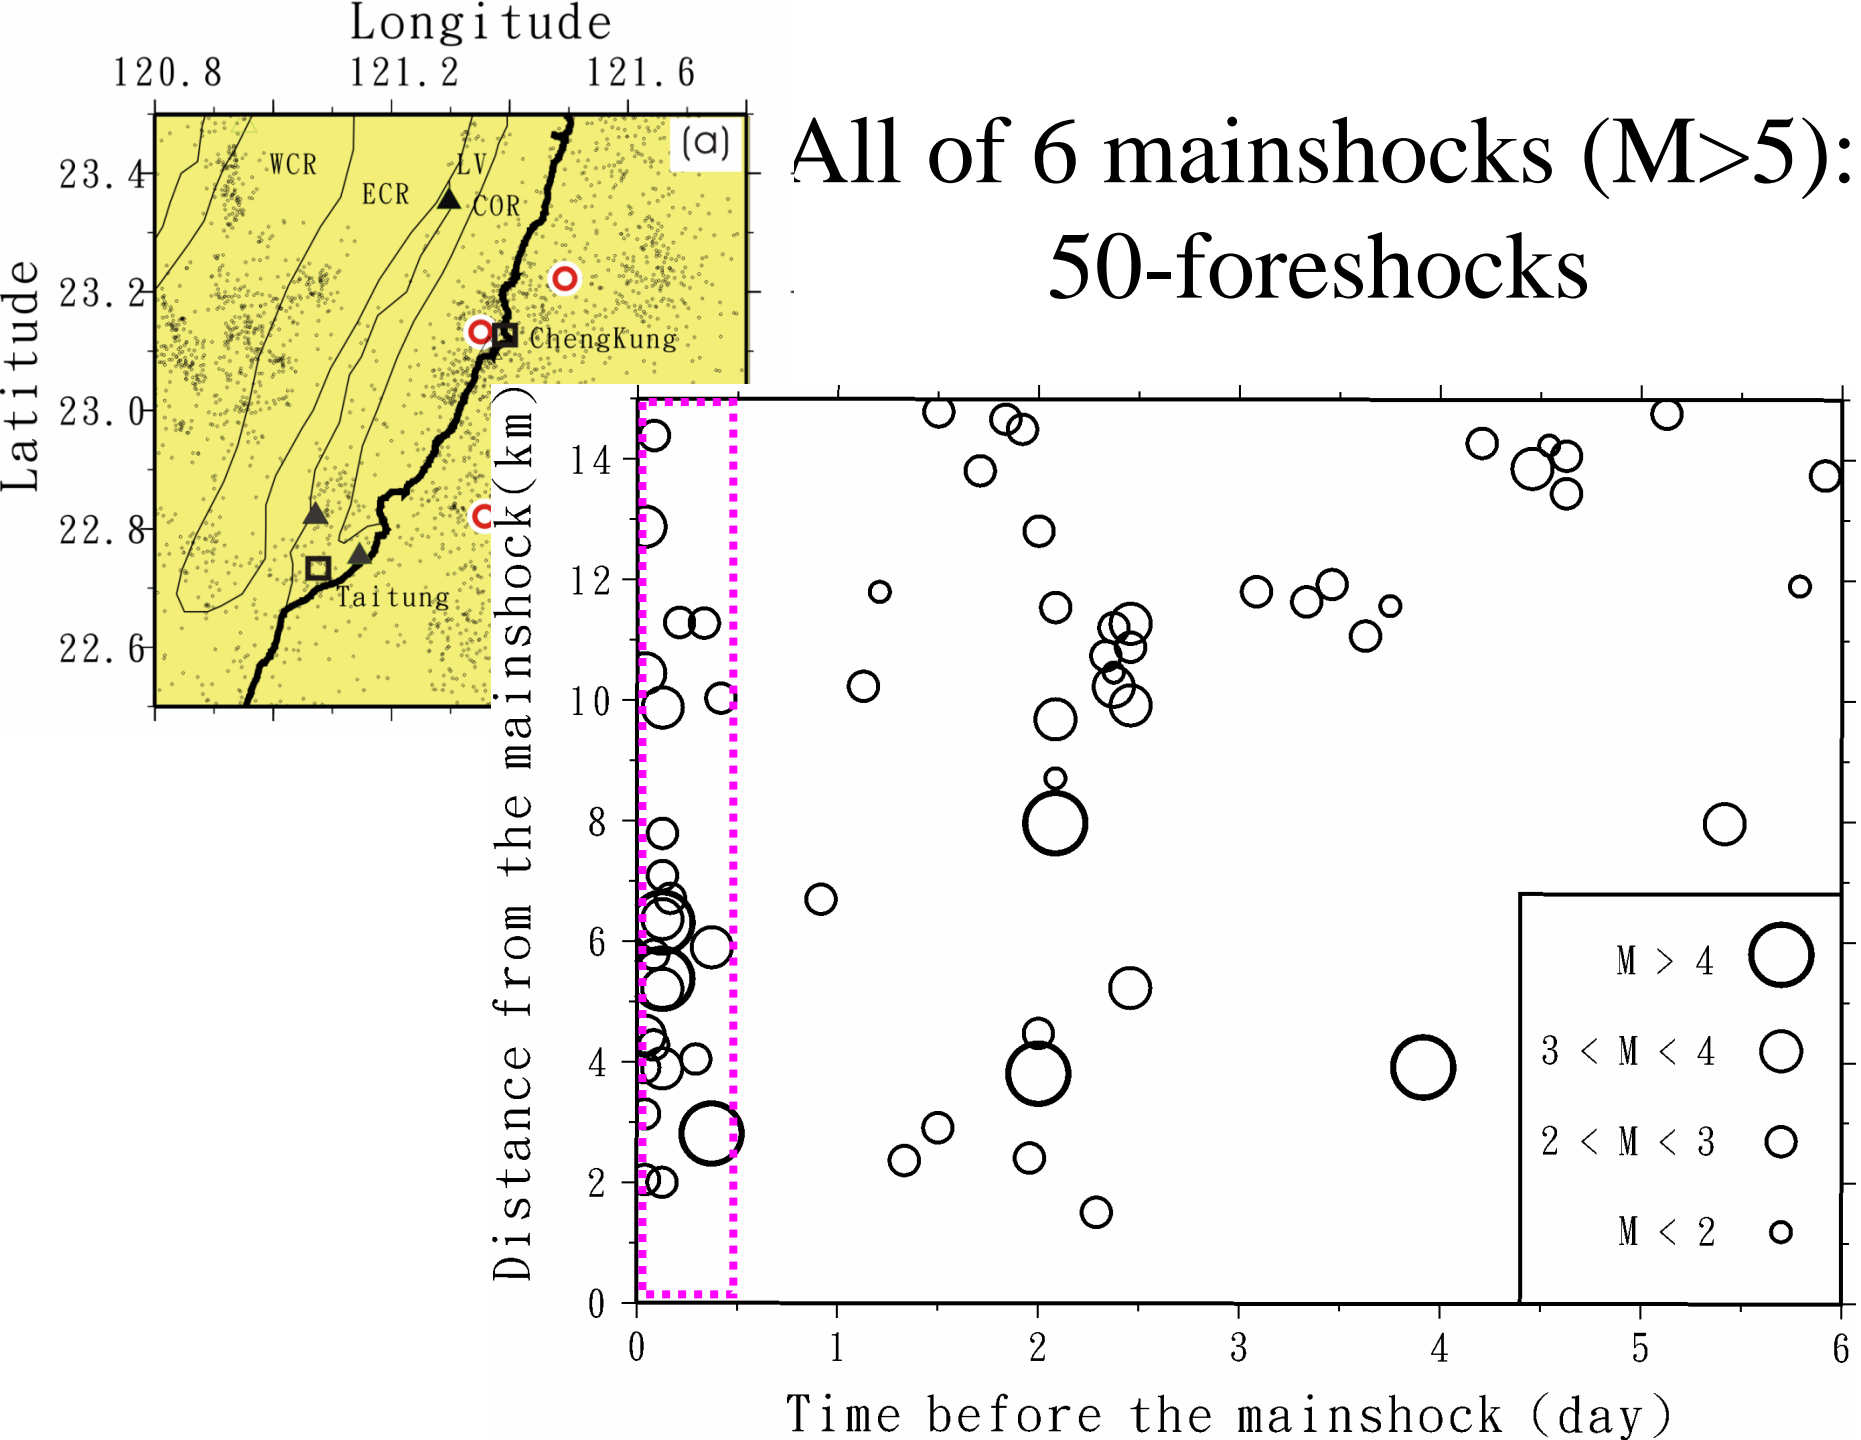 Longitude
120.8 121.2 121.6
(a)
WCR
LV
ECR
COR
ChengKung
Taitung
23.4
23.2
23.0
22.8
22.6
Latitude
All of 6 mainshocks (M>5):
50-foreshocks
Distance from the mainshock(km)
14
12
10
8
6
4
2
0
M > 4
3 < M < 4
2 < M < 3
M < 2
0 1 2 3 4 5 6
Time before the mainshock (day)